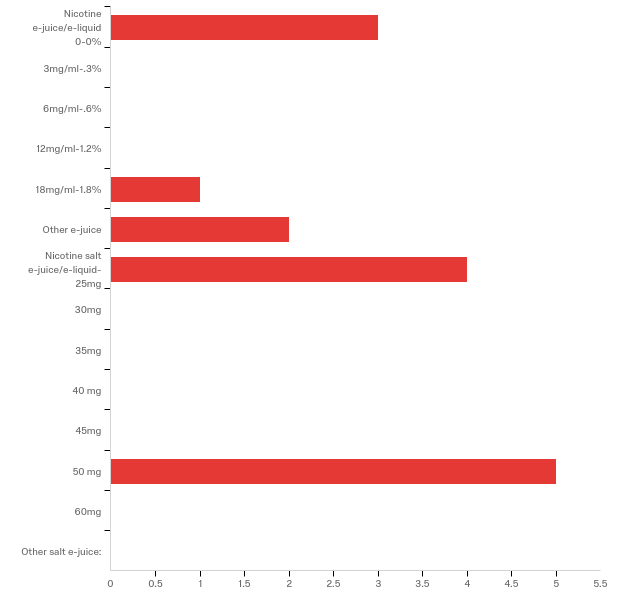 Nicotine
e-juice/e-liquid
0-0%
3mg/ml-.3%
6mg/ml-.6%
12mg/ml-1.2%
18mg/ml-1.8%
Other e-juice
Nicotine salt
e-juice/e-liquid-
25mg
30mg
35mg
40 mg
45mg
50 mg
60mg
Other salt e-juice:
0 0.5 1 1.5 2 2.5 3 3.5 4 4.5 5 5.5